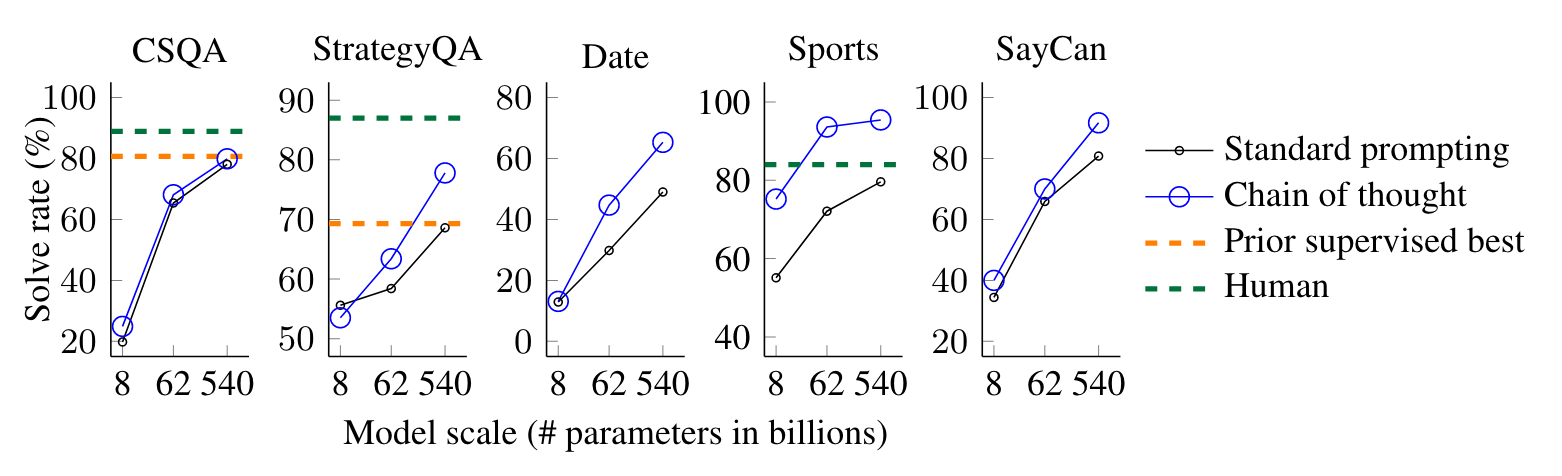 CSQA
StrategyQA
Date
Sports
SayCan
Solve rate (%)
100
80
60
40
20
8 62 540
90
80
70
60
50
8 62 540
80
60
40
20
0
8 62 540
100
80
60
40
8 62 540
100
80
60
40
20
8 62 540
Model scale (# parameters in billions)
Standard prompting
Chain of thought
Prior supervised best
Human